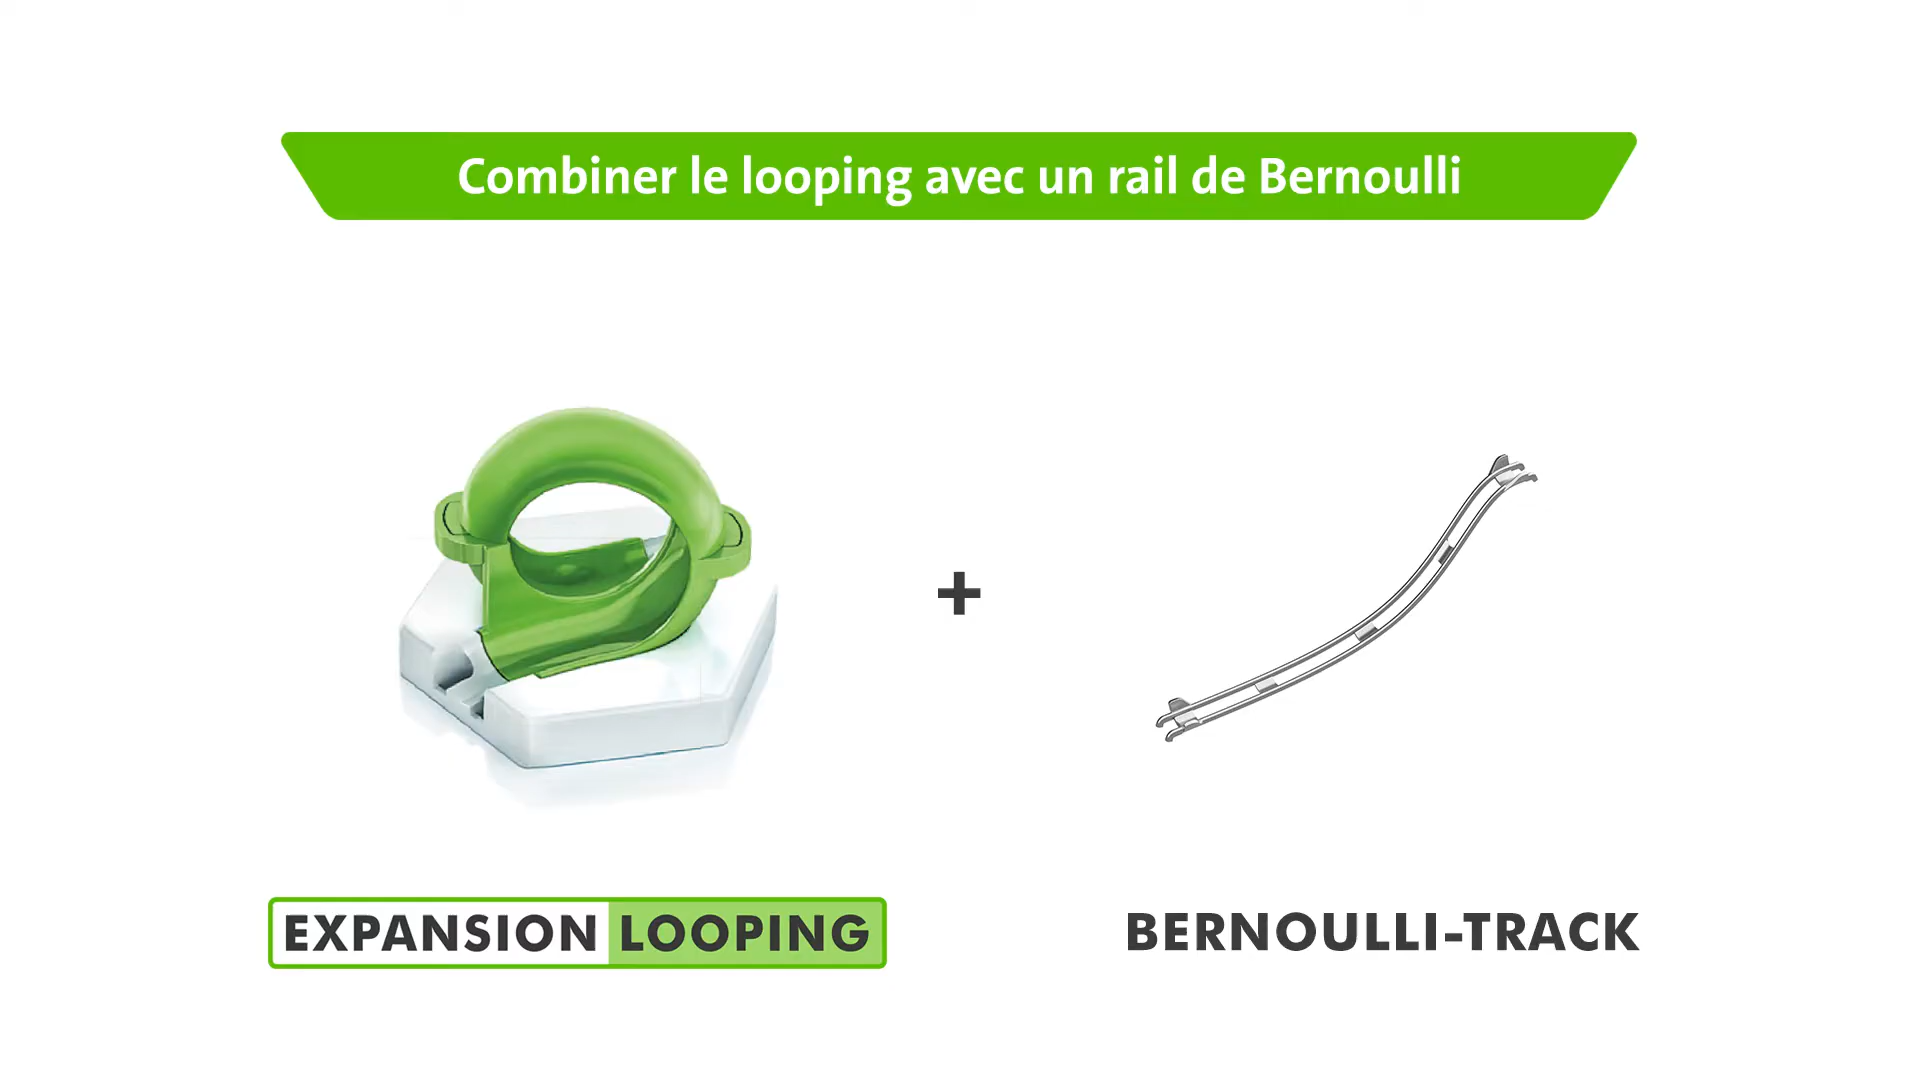 Combiner le looping avec un rail de Bernoulli
+
EXPANSION LOOPING
BERNOULLI-TRACK